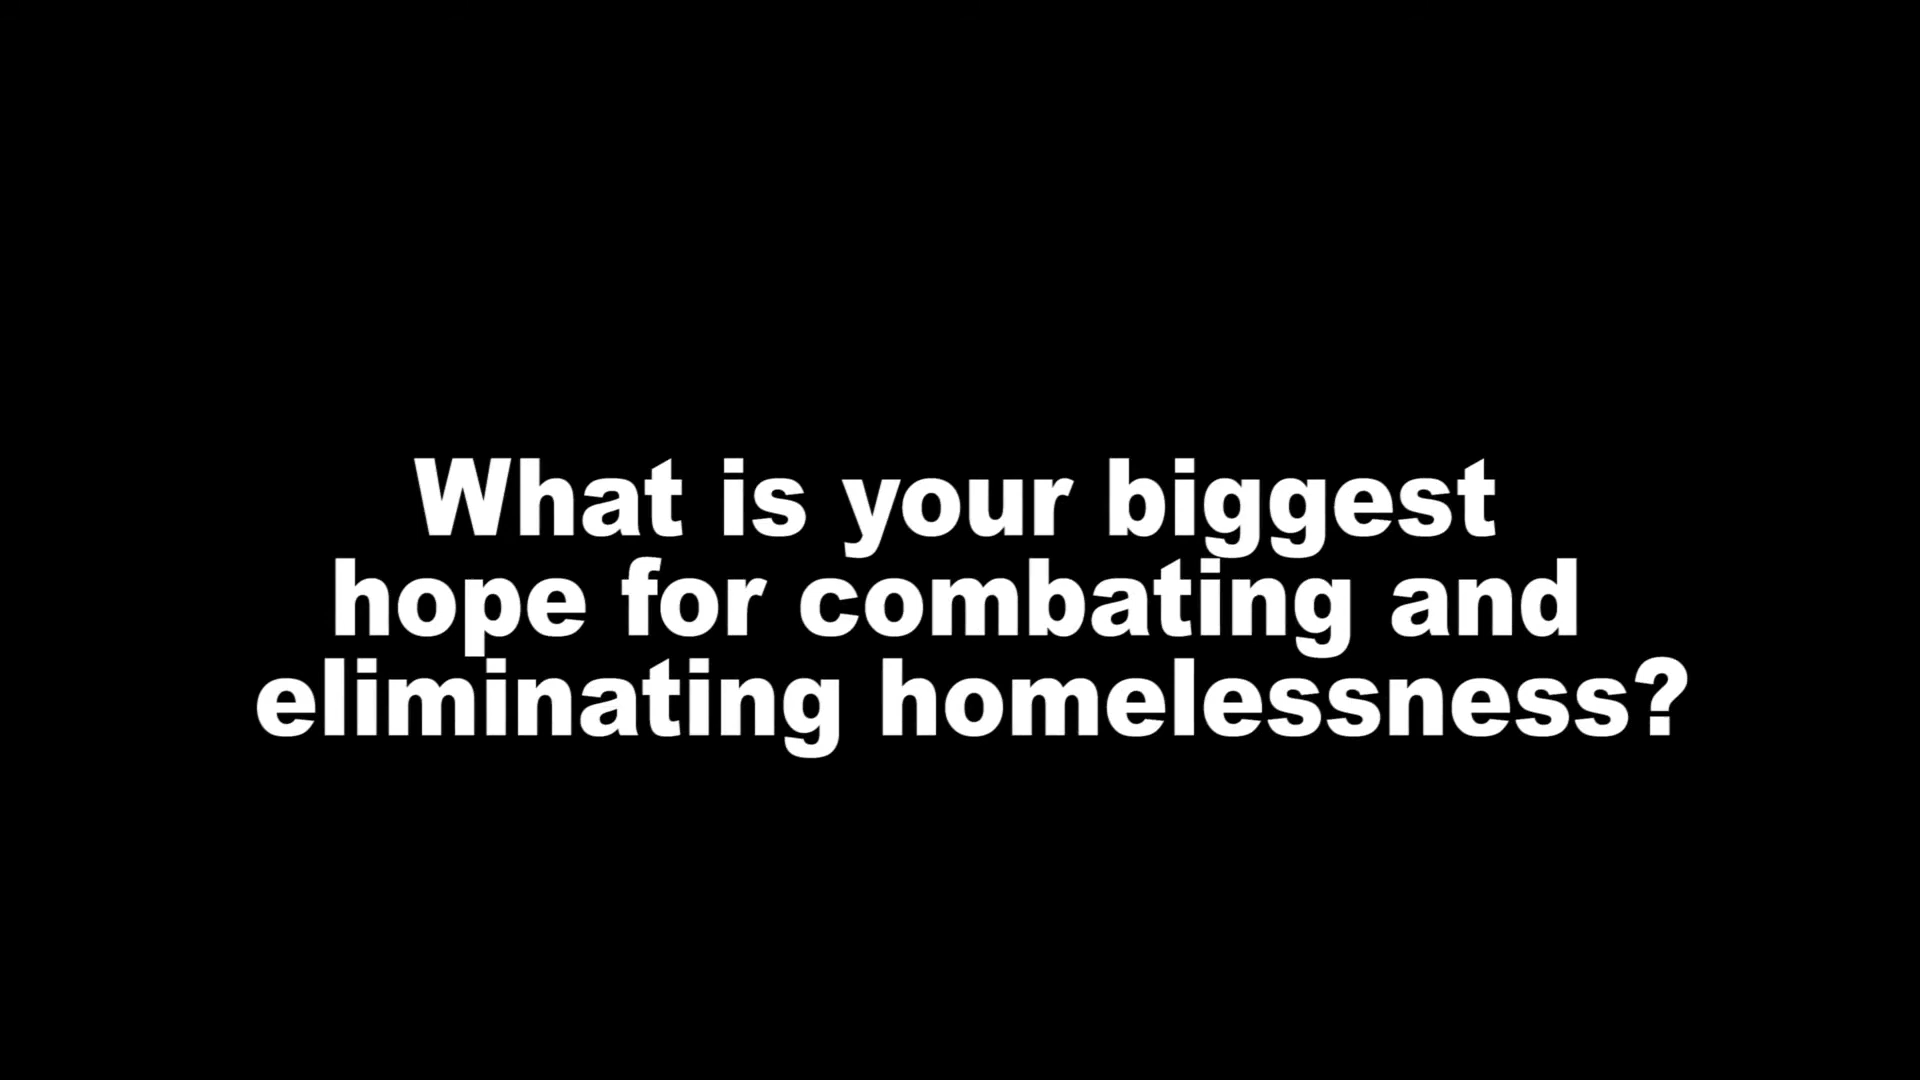 What is your biggest
hope for combating and
eliminating homelessness?